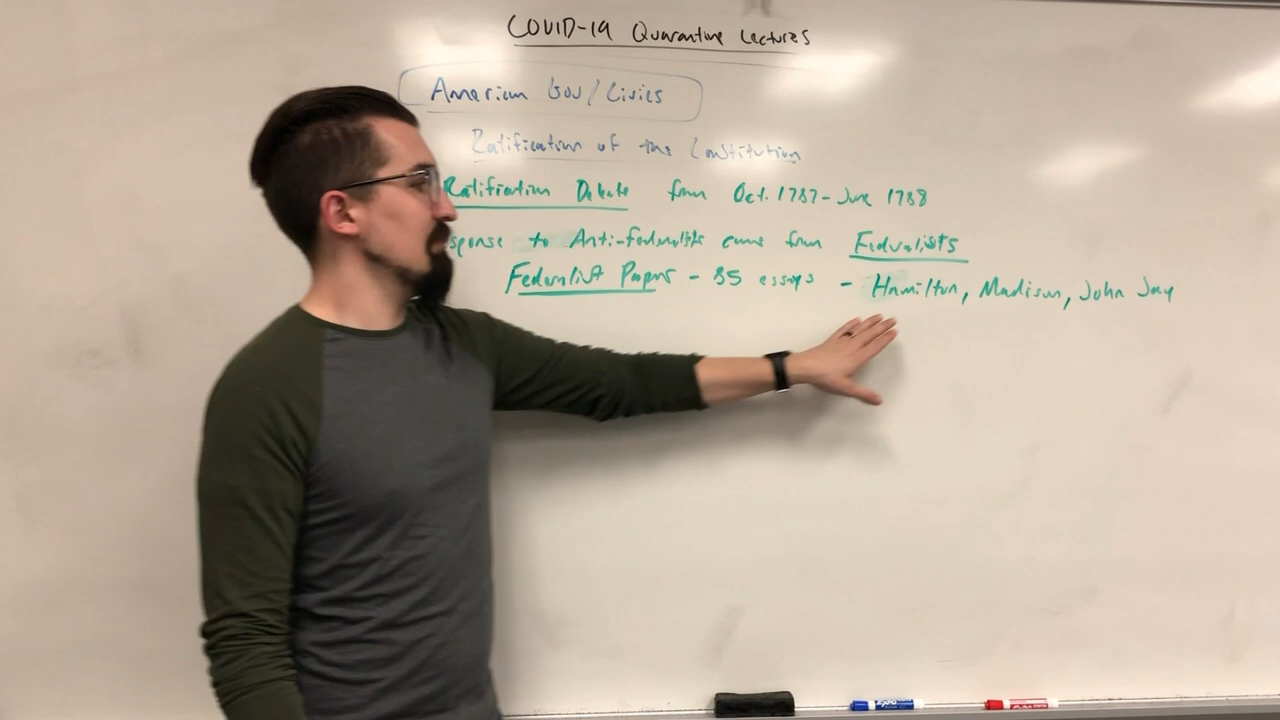 COVID-19 Quarantine Lectures
American Gov/Civics
Ratification of the Constitution
Ratification Debate from Oct. 1787-June 1788
sponse to Anti-federalists came from Federalists
Federalist Papers - 85 essays - Hamilton, Madison, John Jay
EXPO